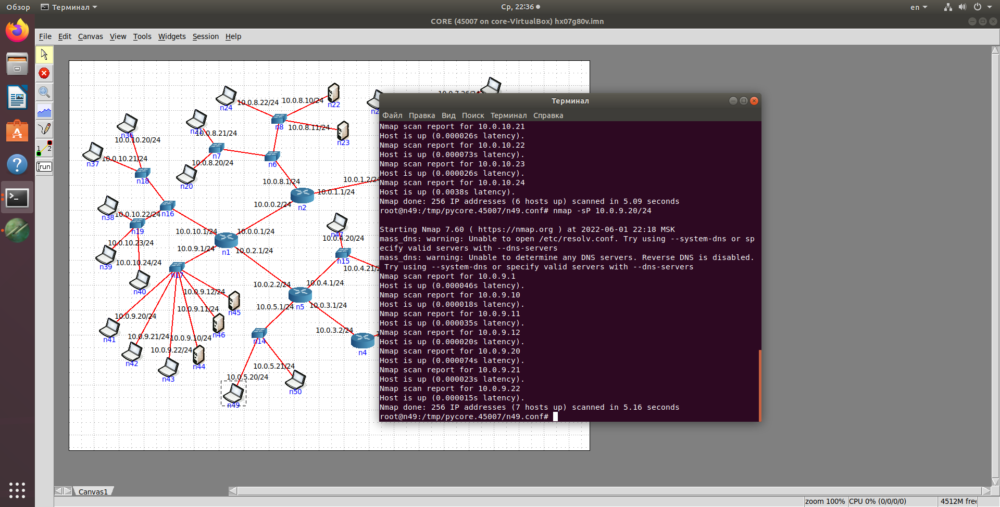 Обзор
Терминал
Ср, 22:36
en
CORE (45007 on core-VirtualBox) hx07g80v.imn
File Edit Canvas View Tools Widgets Session Help
1 2
run
n24
10.0.8.22/24
10.0.8.10/24
n22
n8
10.0.8.11/24
n23
n21
10.0.8.21/24
n36
10.0.10.20/24
n37
10.0.10.21/24
n18
n7
10.0.8.20/24
n20
n6
10.0.8.1/24
10.0.1.2/24
10.0.1.1/24
n2
10.0.0.2/24
n38
10.0.10.22/24
n16
n19
10.0.10.1/24
10.0.0.1/24
n1
10.0.9.1/24
10.0.2.1/24
10.0.10.23/24
n39
10.0.10.24/24
n40
n17
n47
10.0.4.20/24
n15
10.0.4.21/2
10.0.2.2/24
10.0.4.1/24
n5
10.0.5.1/24
10.0.3.1/24
10.0.9.12/24
n45
10.0.9.11/24
n46
10.0.9.20/24
n41
10.0.9.21/24
10.0.9.10/24
n42
10.0.9.22/24
n43
n44
n14
10.0.3.2/24
n4
10.0.5.21/24
10.0.5.20/24
n50
n49
Терминал
Файл Правка Вид Поиск Терминал Справка
Nmap scan report for 10.0.10.21
Host is up (0.000026s latency).
Nmap scan report for 10.0.10.22
Host is up (0.000073s latency).
Nmap scan report for 10.0.10.23
Host is up (0.000026s latency).
Nmap scan report for 10.0.10.24
Host is up (0.0038s latency).
Nmap done: 256 IP addresses (6 hosts up) scanned in 5.09 seconds
root@n49:/tmp/pycore.45007/n49.conf# nmap -sP 10.0.9.20/24
Starting Nmap 7.60 ( https://nmap.org ) at 2022-06-01 22:18 MSK
mass_dns: warning: Unable to open /etc/resolv.conf. Try using --system-dns or sp
ecify valid servers with --dns-servers
mass_dns: warning: Unable to determine any DNS servers. Reverse DNS is disabled.
Try using --system-dns or specify valid servers with --dns-servers
Nmap scan report for 10.0.9.1
Host is up (0.000046s latency).
Nmap scan report for 10.0.9.10
Host is up (0.000018s latency).
Nmap scan report for 10.0.9.11
Host is up (0.000035s latency).
Nmap scan report for 10.0.9.12
Host is up (0.000020s latency).
Nmap scan report for 10.0.9.20
Host is up (0.000074s latency).
Nmap scan report for 10.0.9.21
Host is up (0.000023s latency).
Nmap scan report for 10.0.9.22
Host is up (0.000015s latency).
Nmap done: 256 IP addresses (7 hosts up) scanned in 5.16 seconds
root@n49:/tmp/pycore.45007/n49.conf#
Canvas1
zoom 100%
CPU 0% (0/0/0/0)
4512M free